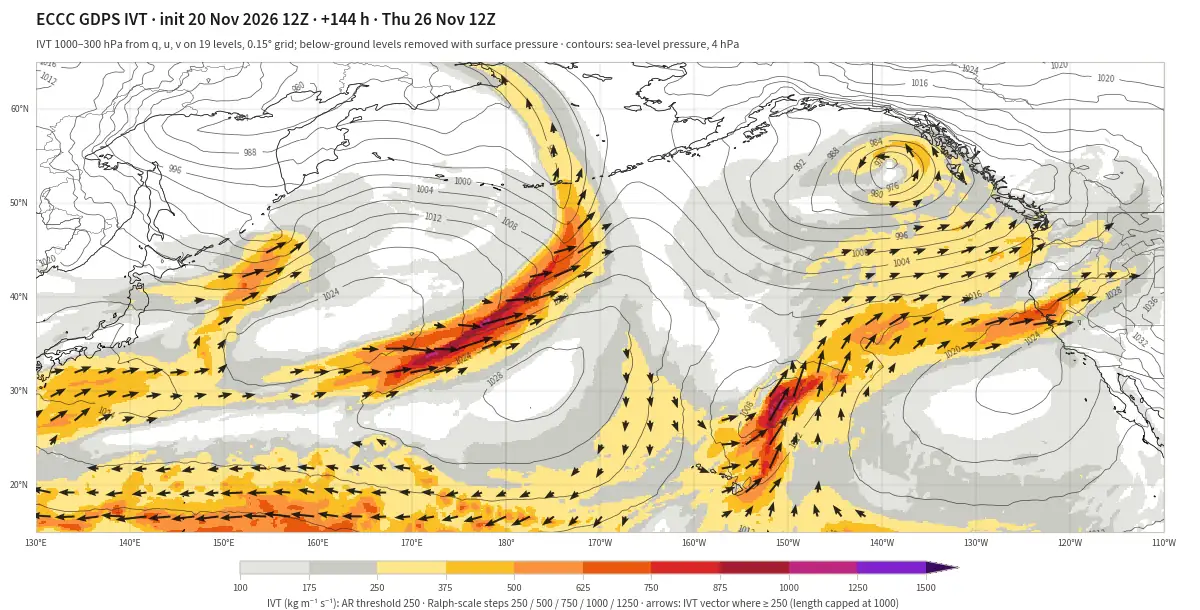 ECCC GDPS IVT · init 20 Nov 2026 12Z · +144 h · Thu 26 Nov 12Z
IVT 1000–300 hPa from q, u, v on 19 levels, 0.15° grid; below-ground levels removed with surface pressure · contours: sea-level pressure, 4 hPa
1016
1012
980
1024
1020
1020
1016
60°N
988
996
1000
1004
1012
1008
992
988
984
976
980
50°N
996
1004
1020
1024
40°N
1016
1028
1036
1032
1020
1024
1028
30°N
1024
1008
20°N
1012
130°E
140°E
150°E
160°E
170°E
180°
170°W
160°W
150°W
140°W
130°W
120°W
110°W
100
175
250
375
500
625
750
875
1000
1250
1500
IVT (kg m⁻¹ s⁻¹): AR threshold 250 · Ralph-scale steps 250 / 500 / 750 / 1000 / 1250 · arrows: IVT vector where ≥ 250 (length capped at 1000)